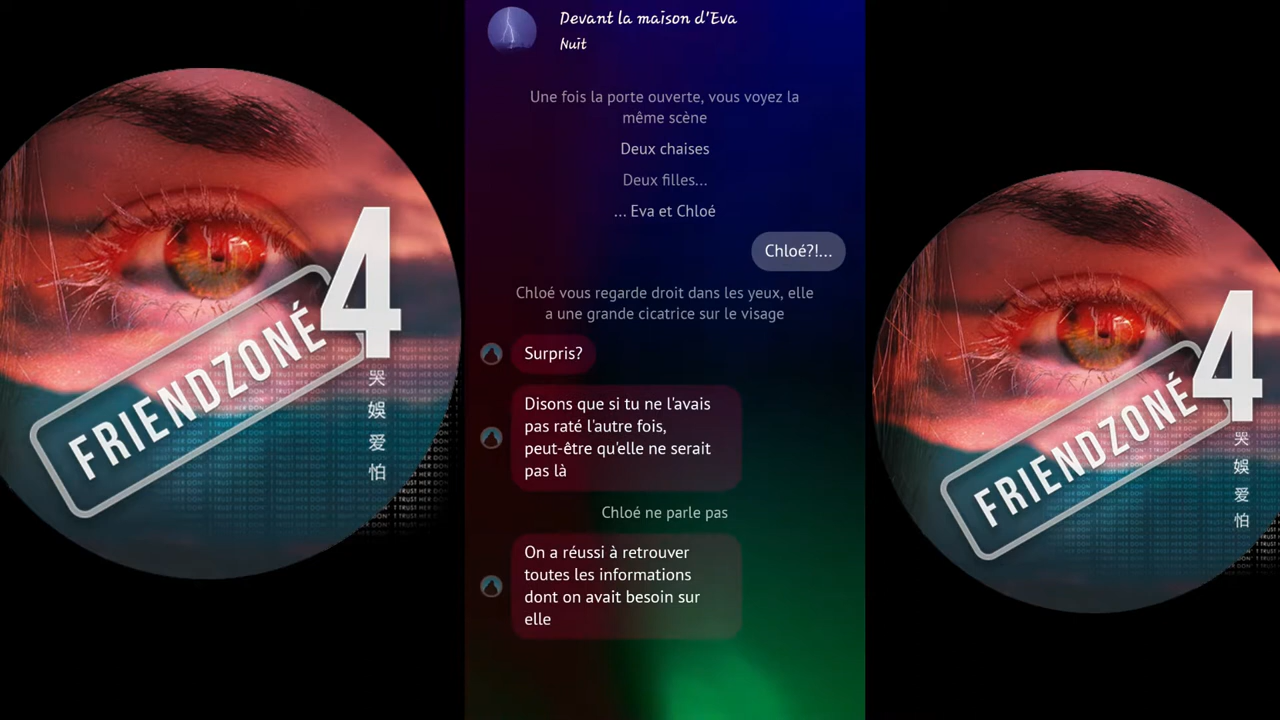 Devant la maison d'Eva
Nuit
Une fois la porte ouverte, vous voyez la
même scène
Deux chaises
Deux filles...
... Eva et Chloé
Chloé?!...
Chloé vous regarde droit dans les yeux, elle
a une grande cicatrice sur le visage
Surpris?
Disons que si tu ne l'avais
pas raté l'autre fois,
peut-être qu'elle ne serait
pas là
Chloé ne parle pas
On a réussi à retrouver
toutes les informations
dont on avait besoin sur
elle
FRIENDZONÉ
4
哭
娛
爱
怕
FRIENDZONÉ
4
哭
娛
爱
怕